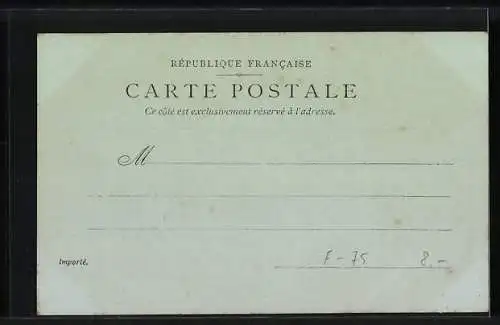 RÉPUBLIQUE FRANÇAISE
CARTE POSTALE
Ce côté est exclusivement réservé à l'adresse.
M
Importé.
F-75 8.-